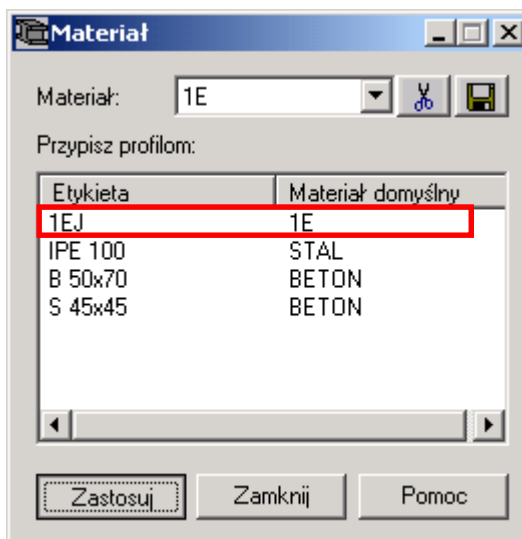 Materiał
Materiał: 1E
Przypisz profilom:
Etykieta Materiał domyślny
1EJ 1E
IPE 100 STAL
B 50x70 BETON
S 45x45 BETON
Zastosuj Zamknij Pomoc